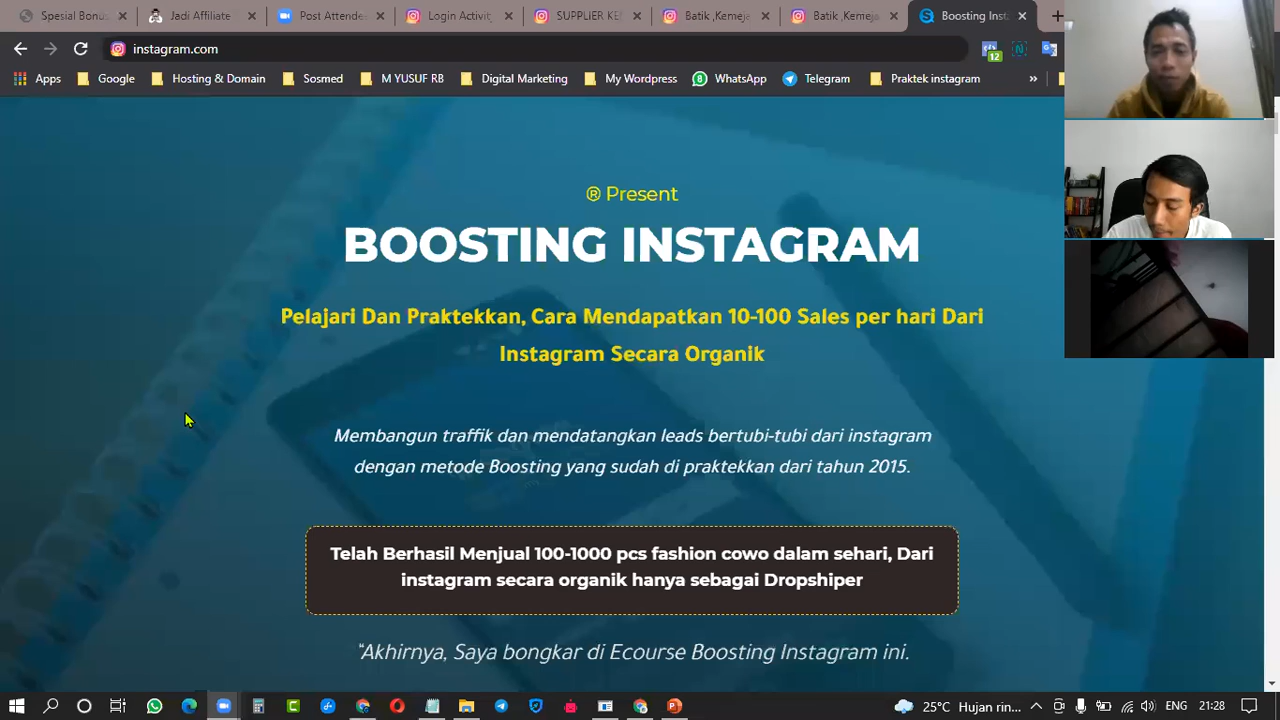 Spesial Bonus
Jadi Affiliate
Post Attende
Login Activit
SUPPLiER KE
Batik ,Kemeja
Batik ,Kemeja
Boosting Inst
instagram.com
12
Apps
Google
Hosting & Domain
Sosmed
M YUSUF RB
Digital Marketing
My Wordpress
8
WhatsApp
Telegram
Praktek instagram
»
® Present
BOOSTING INSTAGRAM
Pelajari Dan Praktekkan, Cara Mendapatkan 10-100 Sales per hari Dari
Instagram Secara Organik
Membangun traffik dan mendatangkan leads bertubi-tubi dari instagram
dengan metode Boosting yang sudah di praktekkan dari tahun 2015.
Telah Berhasil Menjual 100-1000 pcs fashion cowo dalam sehari, Dari
instagram secara organik hanya sebagai Dropshiper
“Akhirnya, Saya bongkar di Ecourse Boosting Instagram ini.
25°C Hujan rin... ENG 21:28